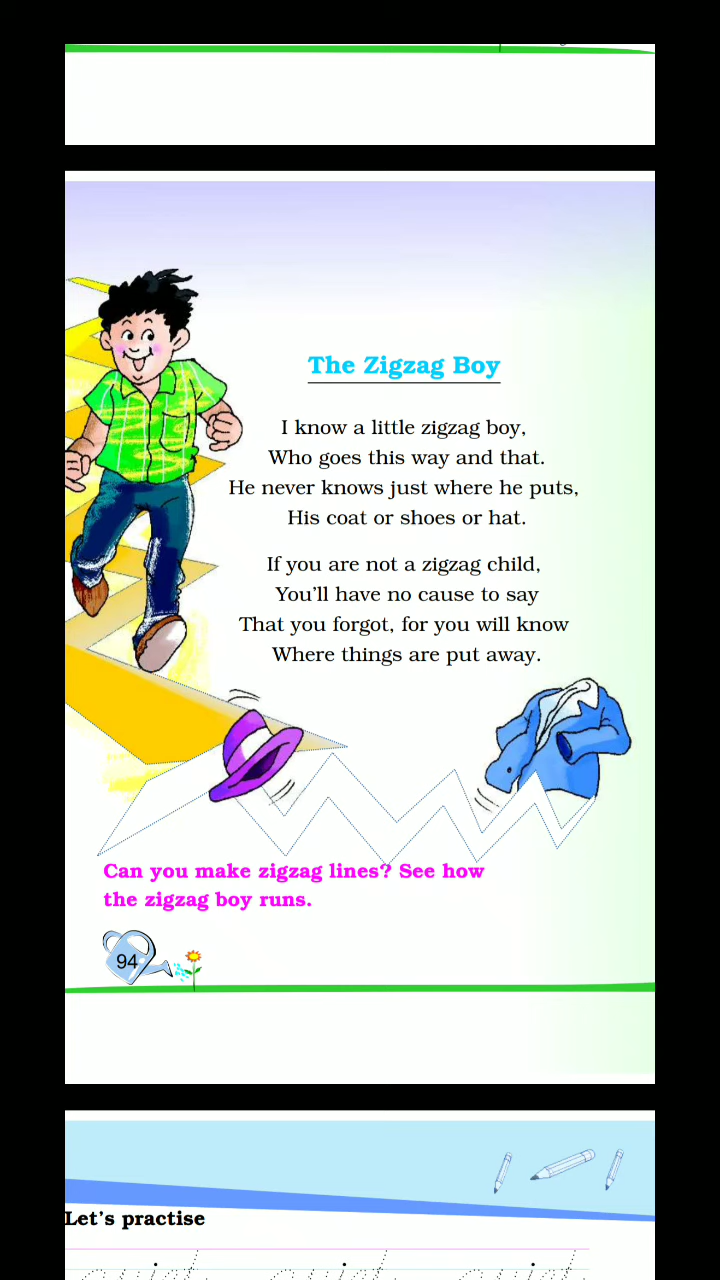 The Zigzag Boy
I know a little zigzag boy,
Who goes this way and that.
He never knows just where he puts,
His coat or shoes or hat.
If you are not a zigzag child,
You'll have no cause to say
That you forgot, for you will know
Where things are put away.
Can you make zigzag lines? See how
the zigzag boy runs.
94
Let's practise